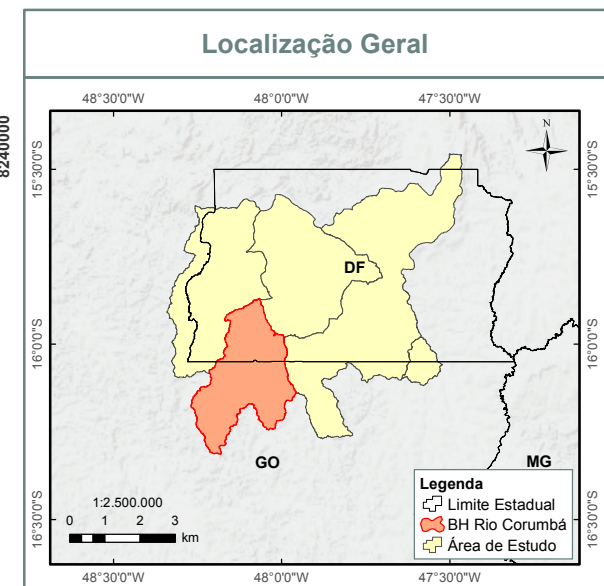 Localização Geral
8240000
48°30'0"W 48°0'0"W 47°30'0"W
15°30'0"S 15°30'0"S
N
DF
16°0'0"S 16°0'0"S
GO
MG
16°30'0"S 16°30'0"S
1:2.500.000
0 1 2 3
km
Legenda
Limite Estadual
BH Rio Corumbá
Área de Estudo
48°30'0"W 48°0'0"W 47°30'0"W